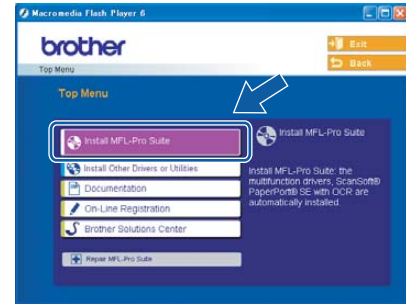 Macromedia Flash Player 6
brother
Exit
Back
Top Menu
Top Menu
Install MFL-Pro Suite
Install Other Drivers or Utilities
Documentation
On-Line Registration
Brother Solutions Center
Repair MFL-Pro Suite
Install MFL-Pro Suite
Install MFL-Pro Suite: the
multifunction drivers, ScanSoft®
PaperPort® SE with OCR are
automatically installed.